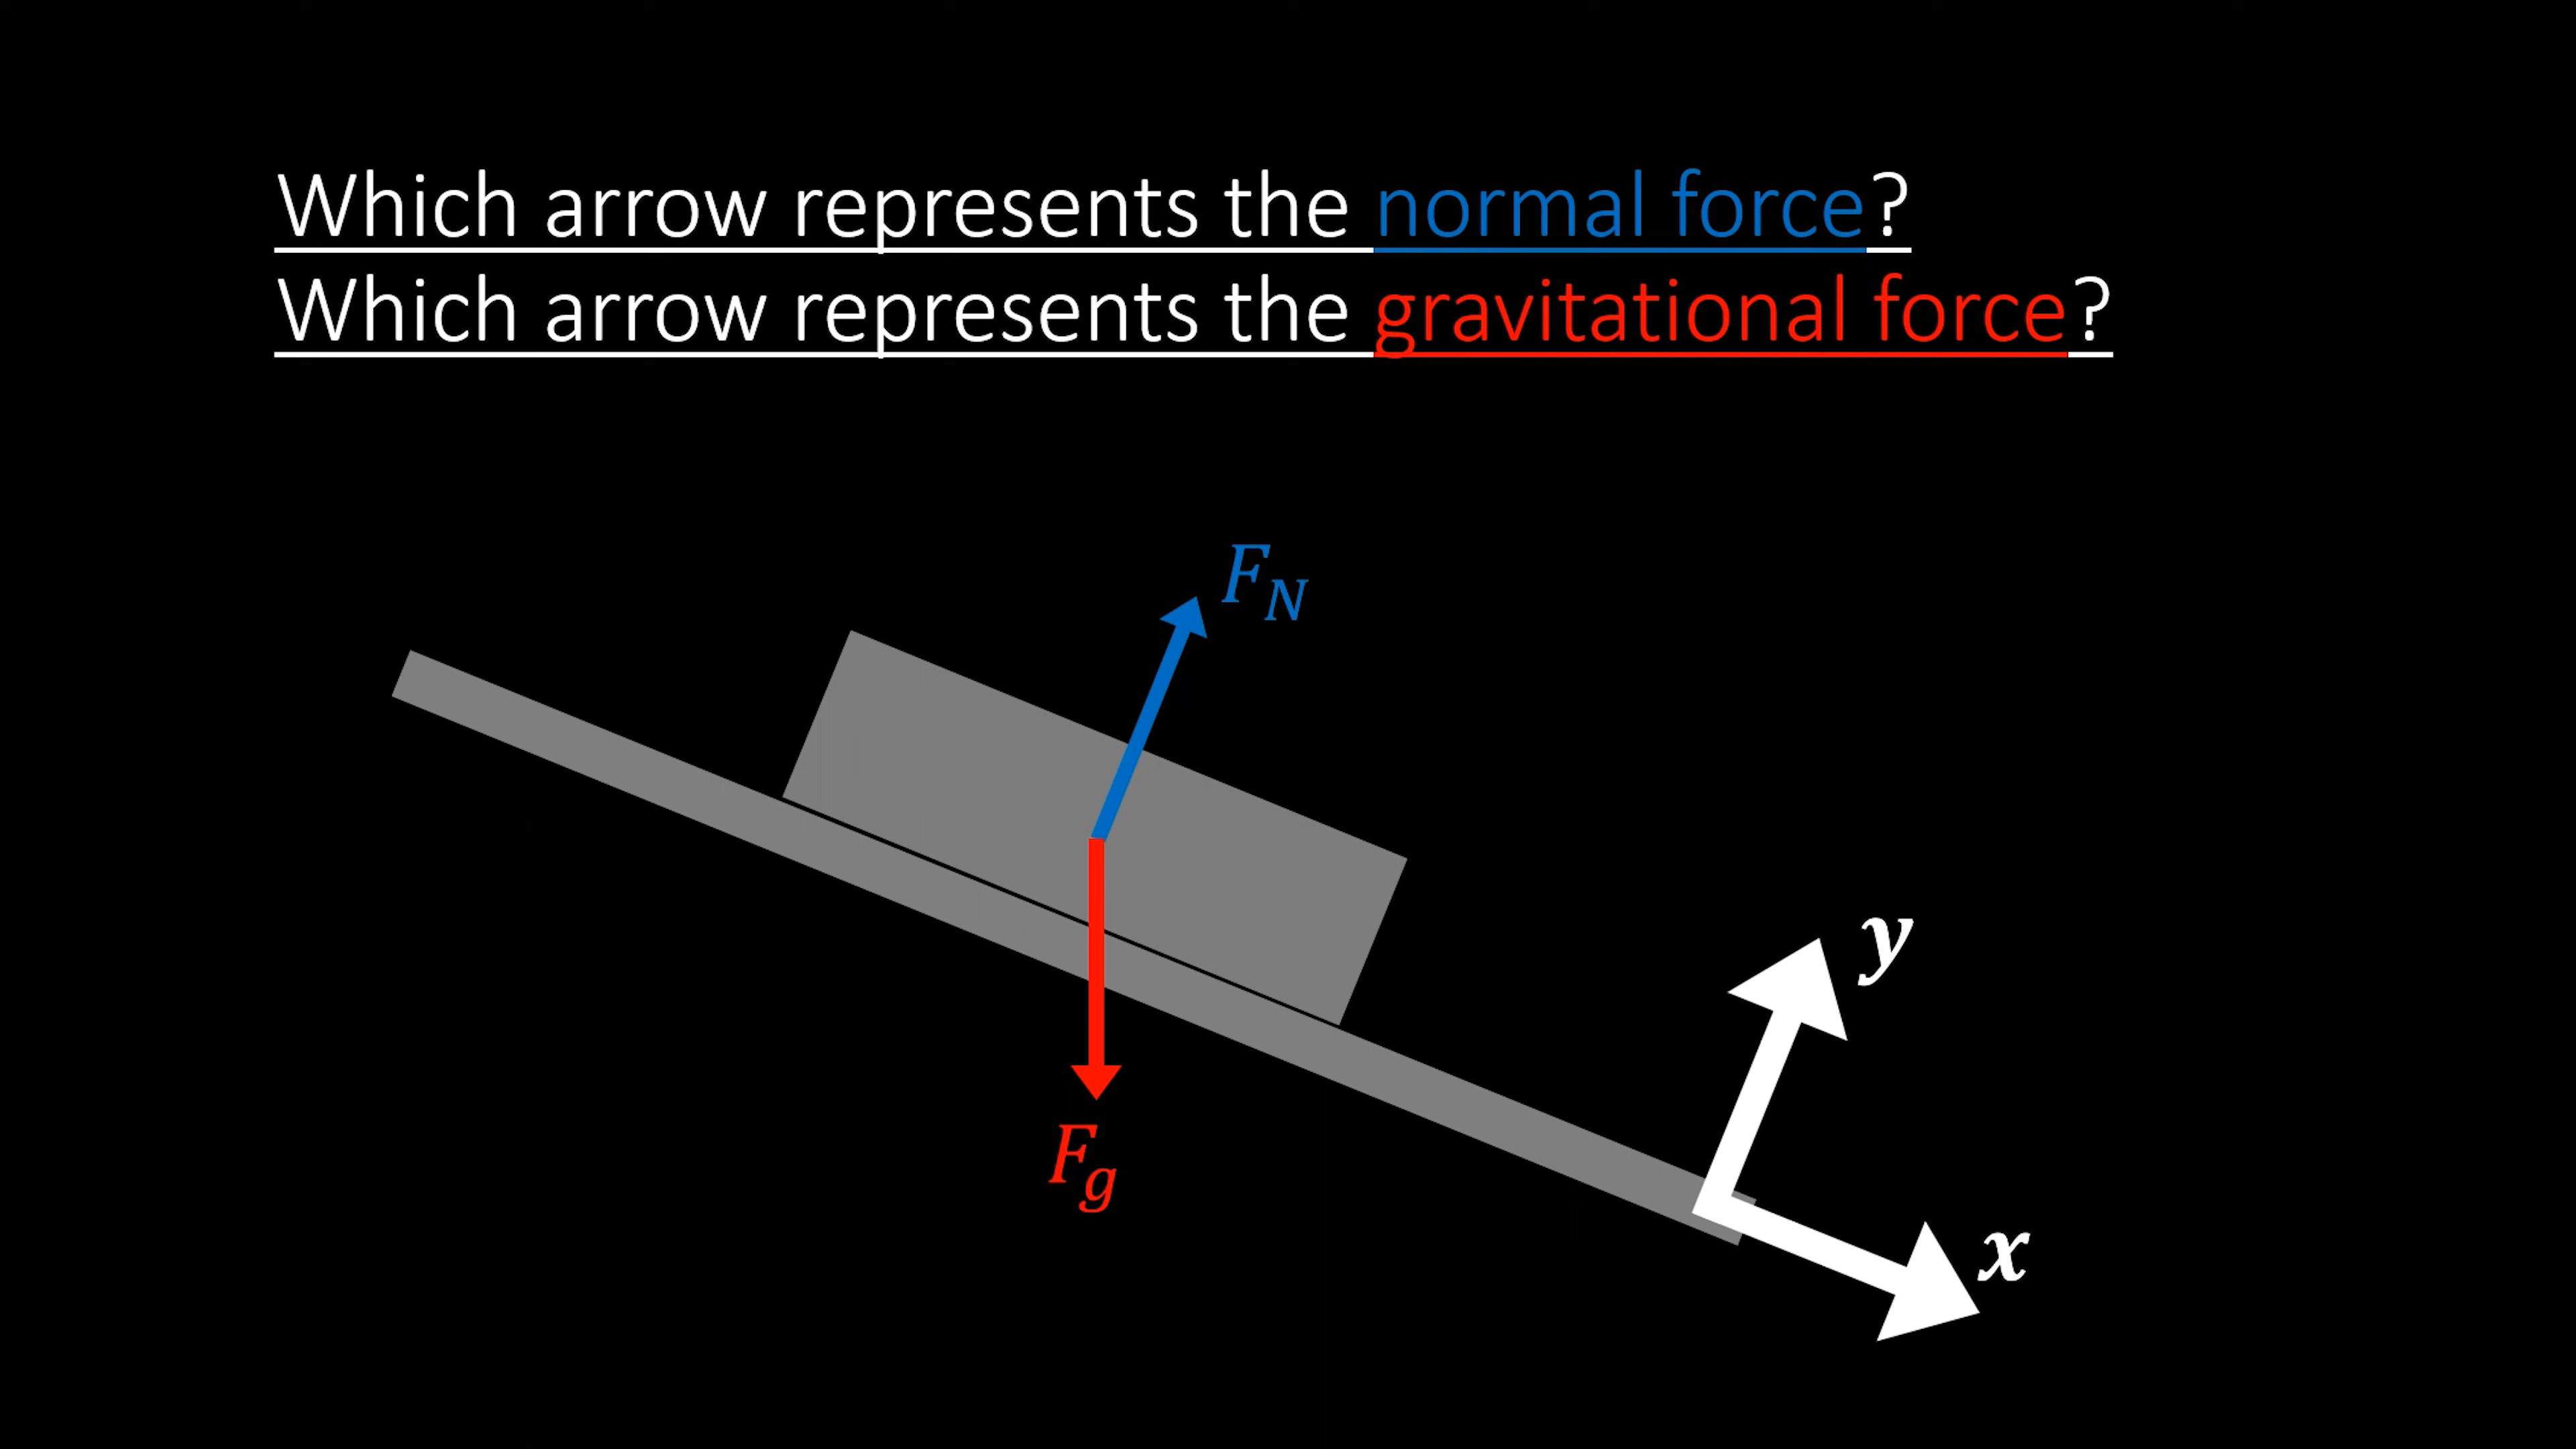 Which arrow represents the normal force?
Which arrow represents the gravitational force?
F_N
y
F_g
x